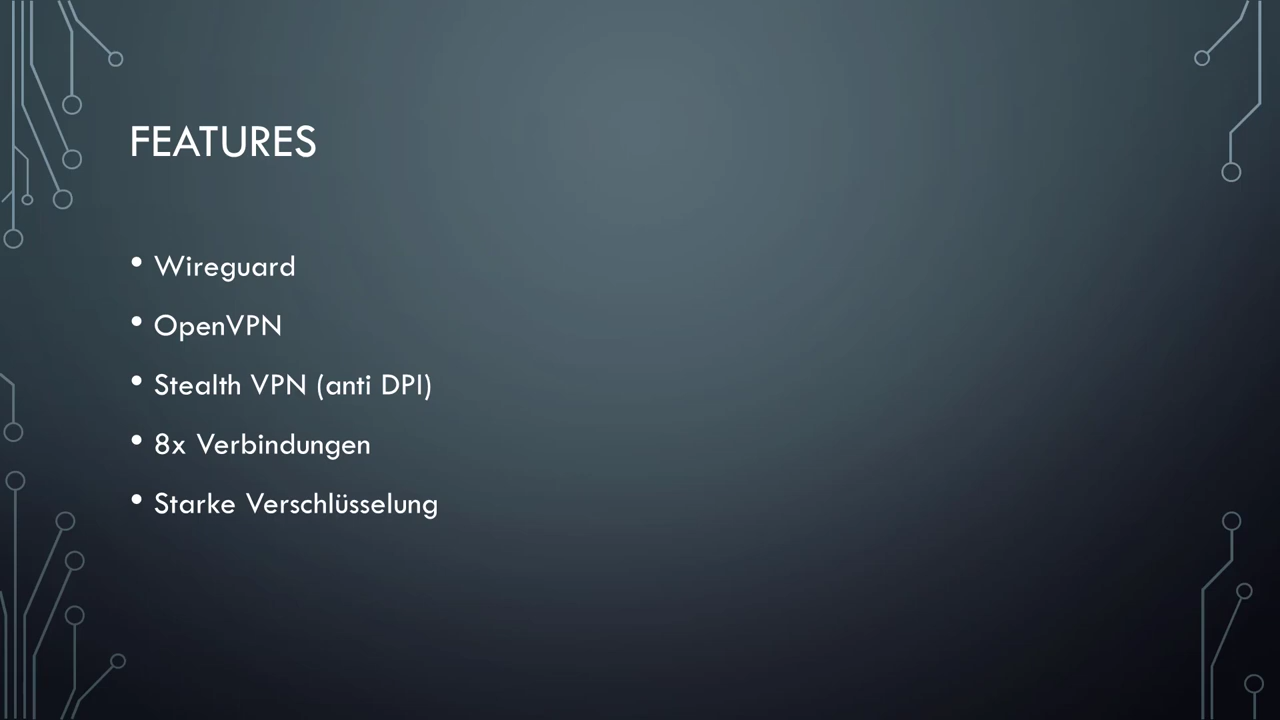 FEATURES
• Wireguard
• OpenVPN
• Stealth VPN (anti DPI)
• 8x Verbindungen
• Starke Verschlüsselung